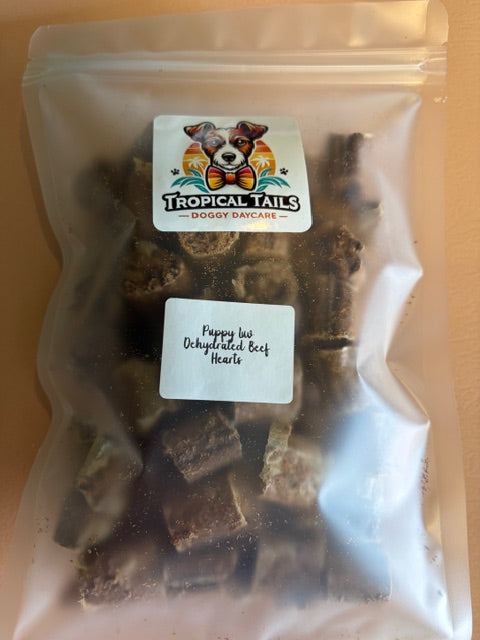 TROPICAL TAILS
DOGGY DAYCARE
Puppy luv
Dehydrated Beef
Hearts